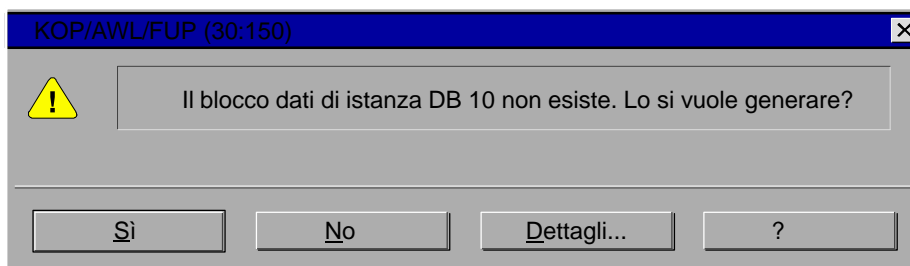 KOP/AWL/FUP (30:150)
!
Il blocco dati di istanza DB 10 non esiste. Lo si vuole generare?
Sì No Dettagli... ?